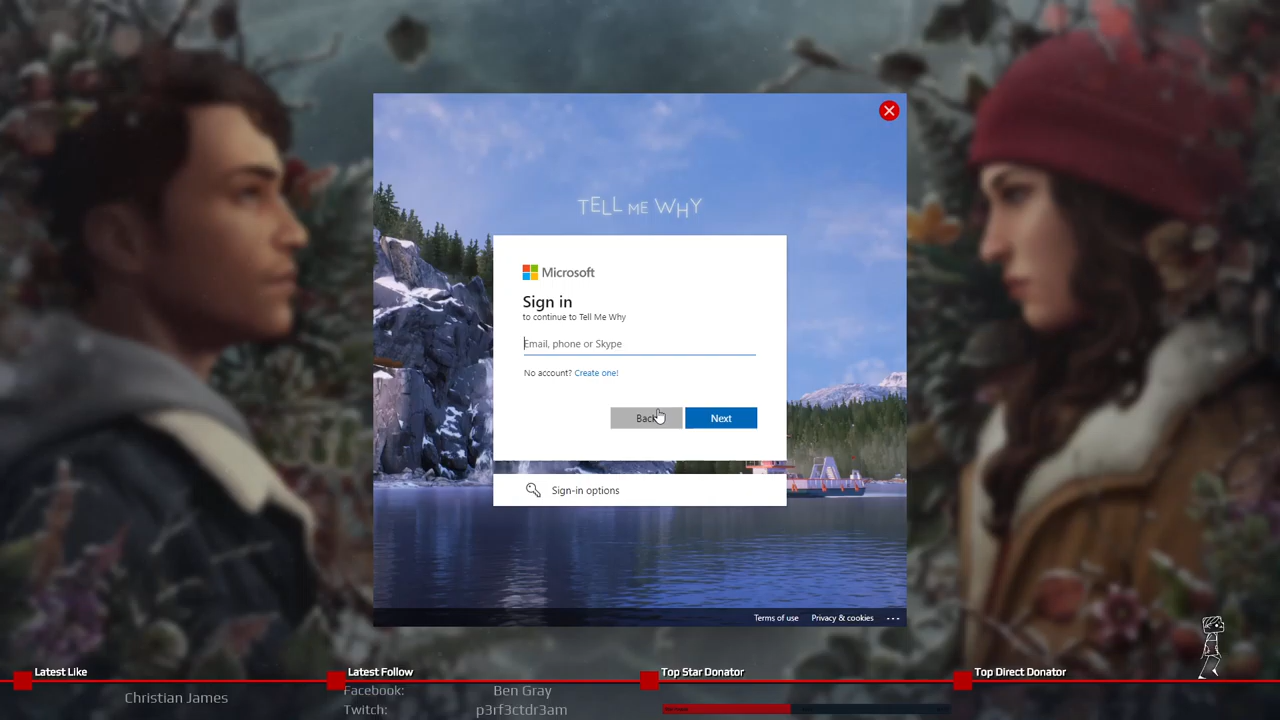 TELL ME WHY
Microsoft
Sign in
to continue to Tell Me Why
Email, phone or Skype
No account? Create one!
Back Next
Sign-in options
Terms of use Privacy & cookies ...
Latest Like Latest Follow Top Star Donator Top Direct Donator
Christian James
Facebook: Ben Gray
Twitch: p3rf3ctdr3am